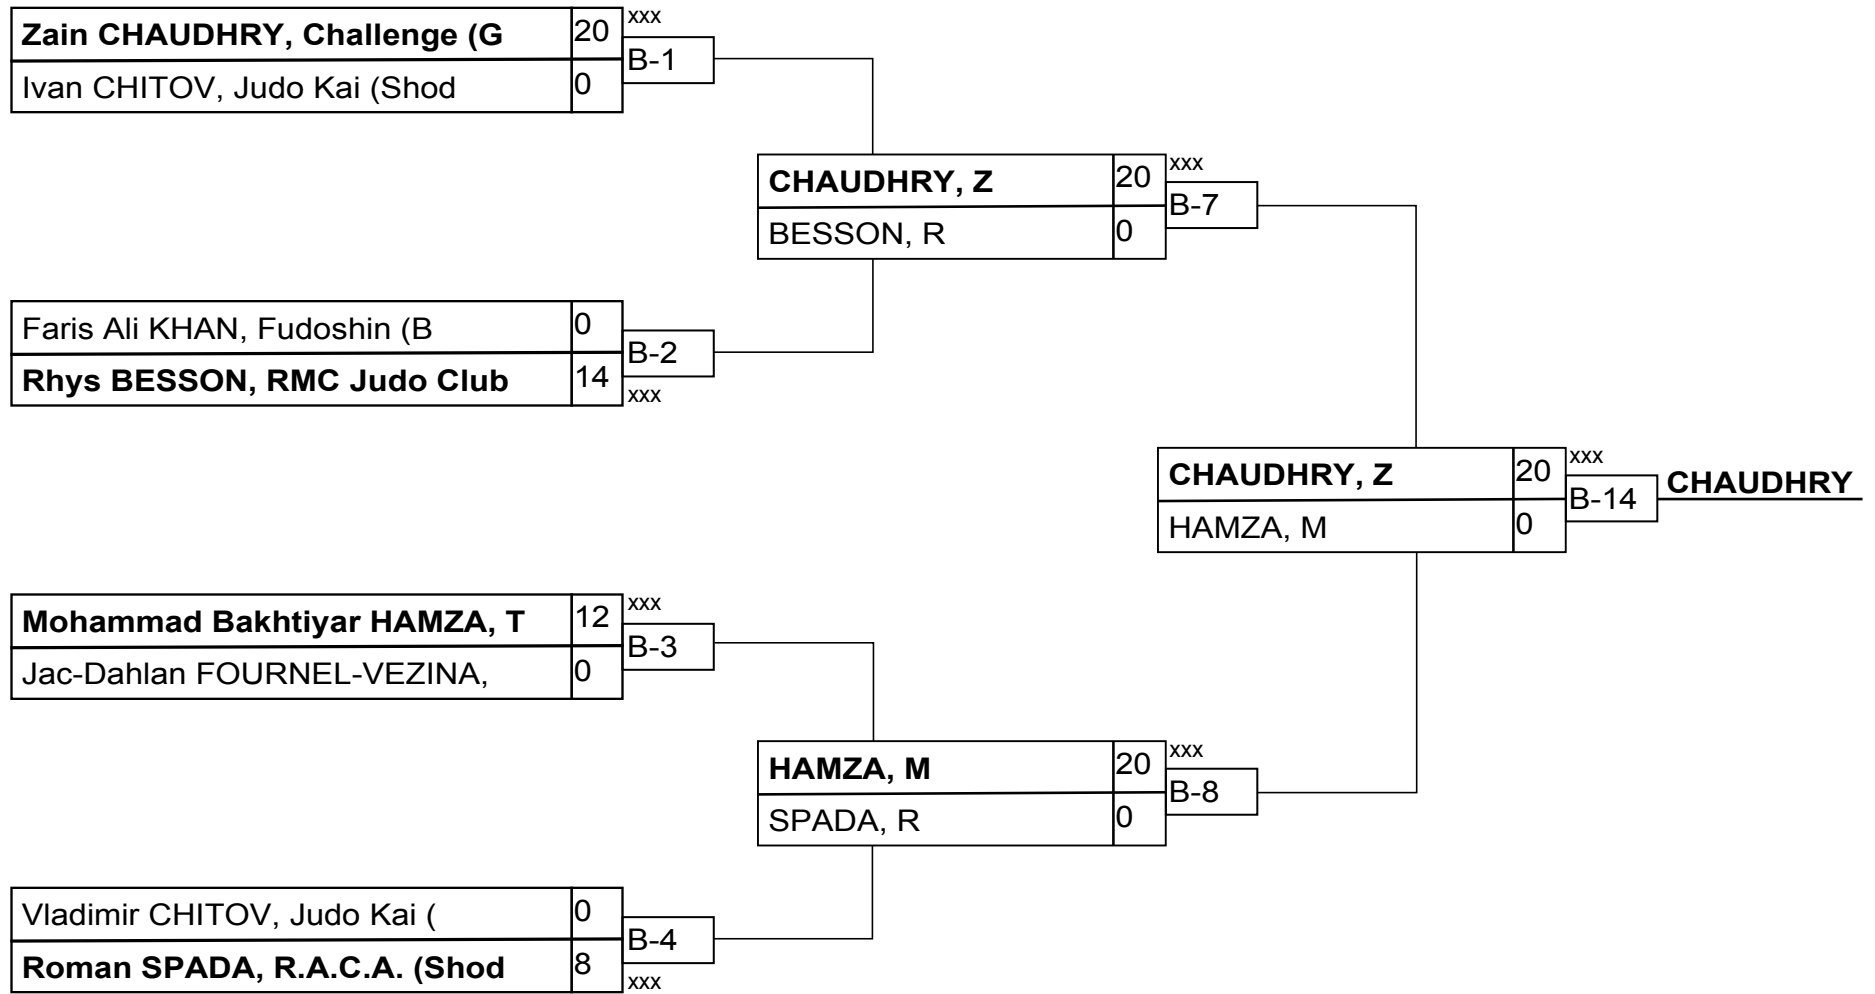 Zain CHAUDHRY, Challenge (G 20 xxx
B-1
Ivan CHITOV, Judo Kai (Shod 0
CHAUDHRY, Z 20 xxx
B-7
BESSON, R 0
Faris Ali KHAN, Fudoshin (B 0
B-2
Rhys BESSON, RMC Judo Club 14 xxx
CHAUDHRY, Z 20 xxx
B-14 CHAUDHRY
HAMZA, M 0
Mohammad Bakhtiyar HAMZA, T 12 xxx
B-3
Jac-Dahlan FOURNEL-VEZINA, 0
HAMZA, M 20 xxx
B-8
SPADA, R 0
Vladimir CHITOV, Judo Kai ( 0
B-4
Roman SPADA, R.A.C.A. (Shod 8 xxx